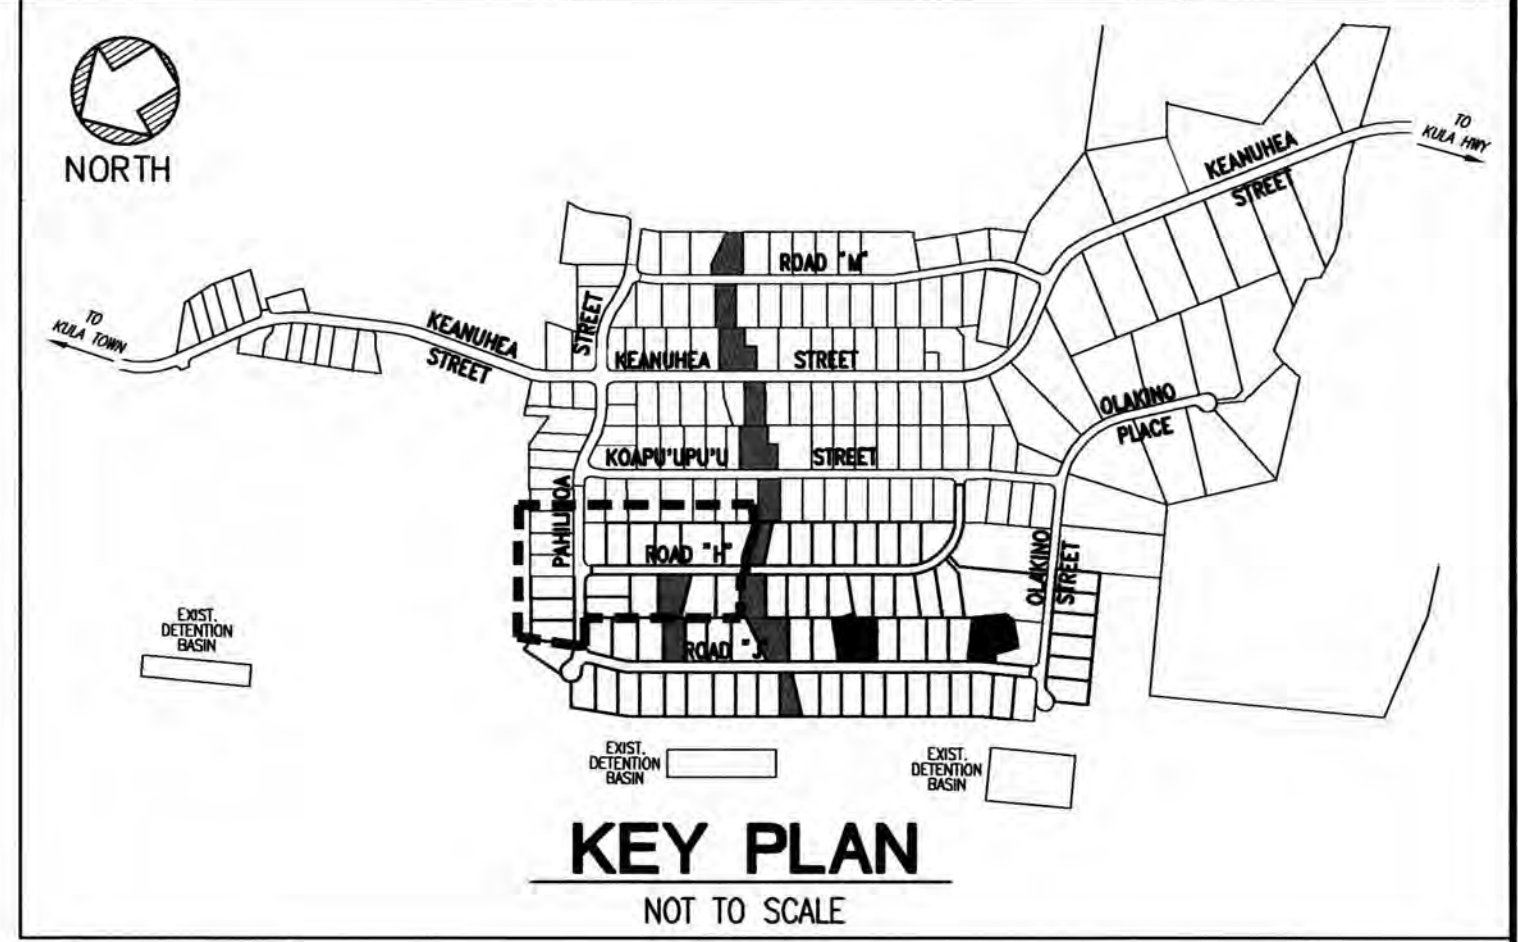 NORTH
TO
KULA HWY
KEANUHEA
STREET
ROAD "M"
TO
KULA TOWN
KEANUHEA
STREET
STREET
KEANUHEA STREET
OLAKINO
PLACE
KOAPU'UPU'U STREET
ROAD "H"
OLAKINO
STREET
EXIST.
DETENTION
BASIN
ROAD "J"
EXIST.
DETENTION
BASIN
EXIST.
DETENTION
BASIN
KEY PLAN
NOT TO SCALE